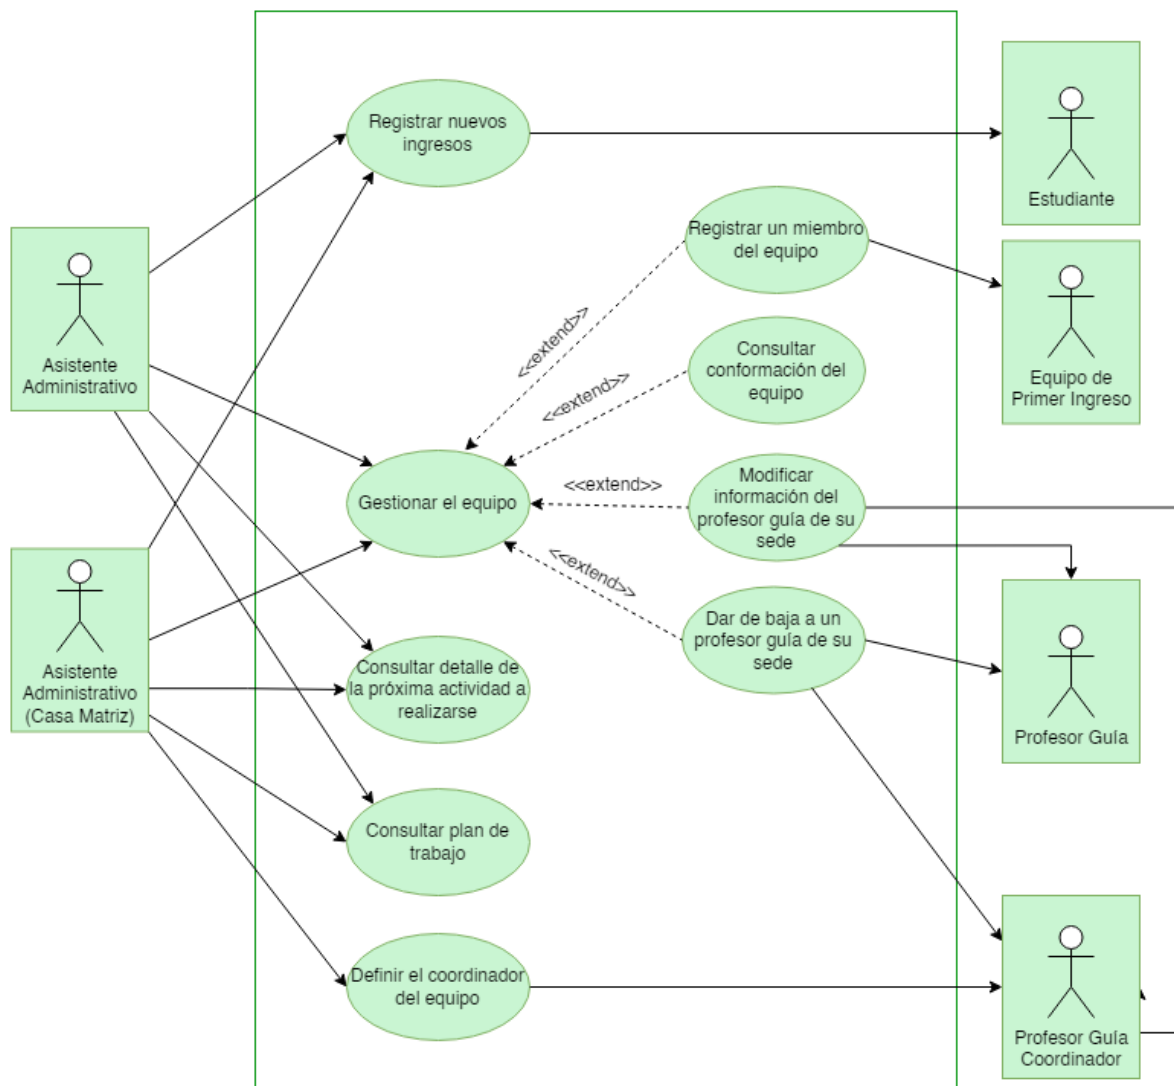 Registrar nuevos
ingresos
Estudiante
Registrar un miembro
del equipo
Asistente
Administrativo
<<extend>>
Consultar
conformación del
equipo
Equipo de
Primer Ingreso
<<extend>>
Gestionar el equipo
<<extend>>
Modificar
información del
profesor guía de su
sede
<<extend>>
Asistente
Administrativo
(Casa Matriz)
Dar de baja a un
profesor guía de su
sede
Consultar detalle de
la próxima actividad a
realizarse
Profesor Guía
Consultar plan de
trabajo
Definir el coordinador
del equipo
Profesor Guía
Coordinador